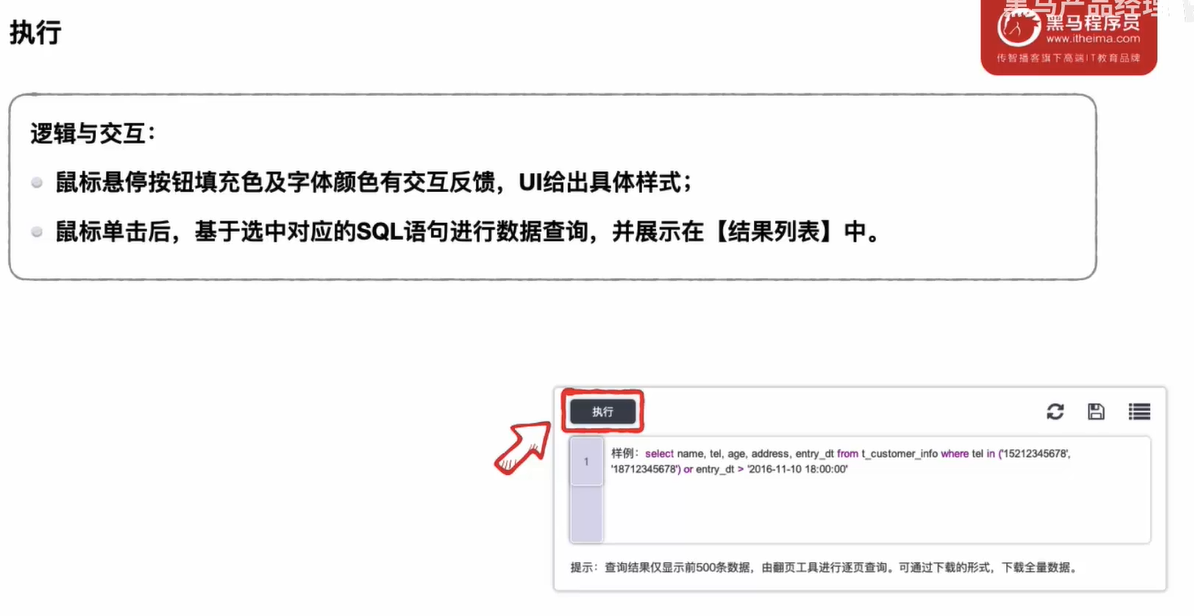 执行
黑马产品经理
黑马程序员
www.itheima.com
传智播客旗下高端IT教育品牌
逻辑与交互：
鼠标悬停按钮填充色及字体颜色有交互反馈，UI给出具体样式；
鼠标单击后，基于选中对应的SQL语句进行数据查询，并展示在【结果列表】中。
执行
1
样例：select name, tel, age, address, entry_dt from t_customer_info where tel in ('15212345678',
'18712345678') or entry_dt > '2016-11-10 18:00:00'
提示：查询结果仅显示前500条数据，由翻页工具进行逐页查询。可通过下载的形式，下载全量数据。